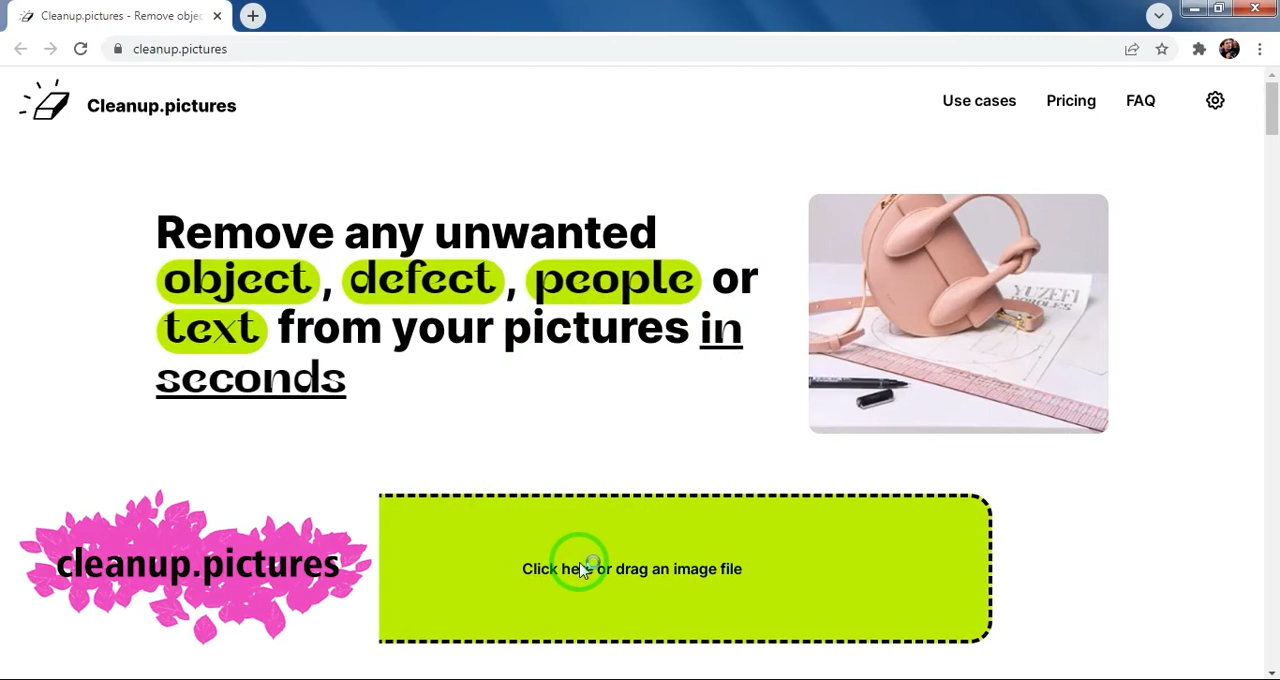 Cleanup.pictures - Remove objec
cleanup.pictures
Cleanup.pictures
Use cases
Pricing
FAQ
Remove any unwanted
object, defect, people or
text from your pictures in
seconds
YUZEFI
cleanup.pictures
Click here or drag an image file